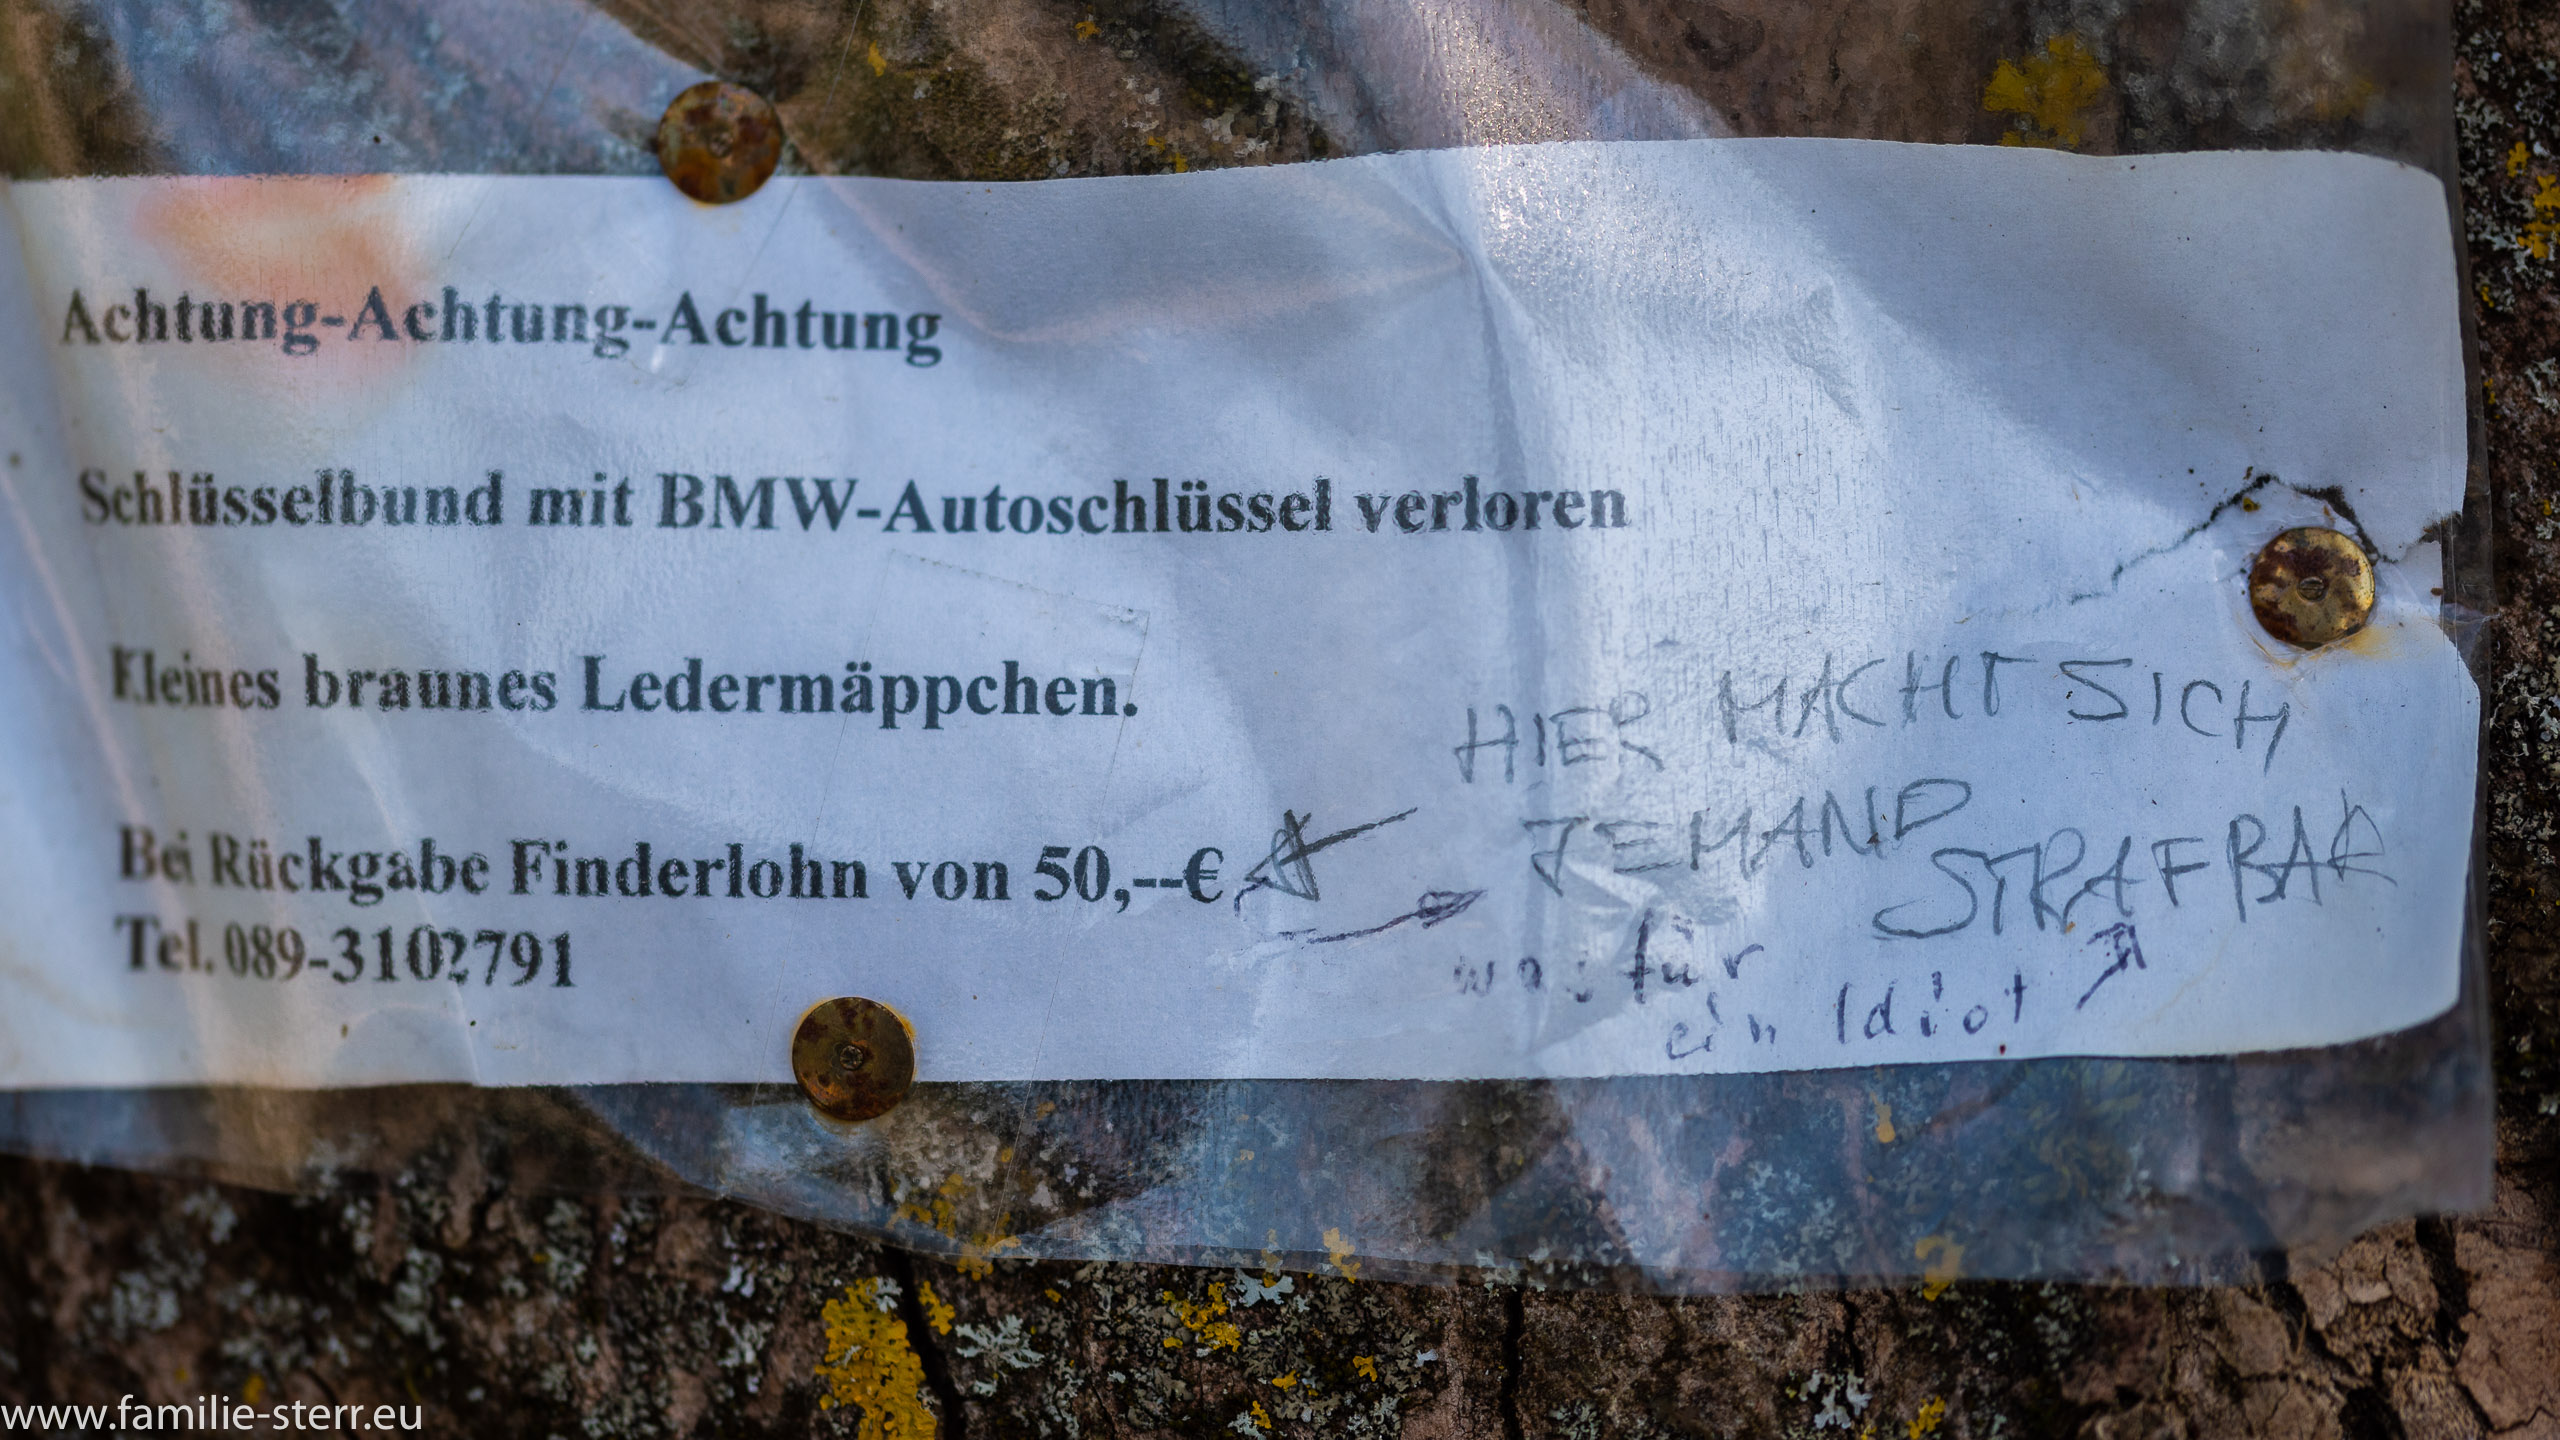 Achtung-Achtung-Achtung
Schlüsselbund mit BMW-Autoschlüssel verloren
Kleines braunes Ledermäppchen.
Bei Rückgabe Finderlohn von 50,--€
Tel. 089-3102791
HIER MACHT SICH
JEMAND
STRAFBAR
was für
ein Idiot
www.familie-sterr.eu